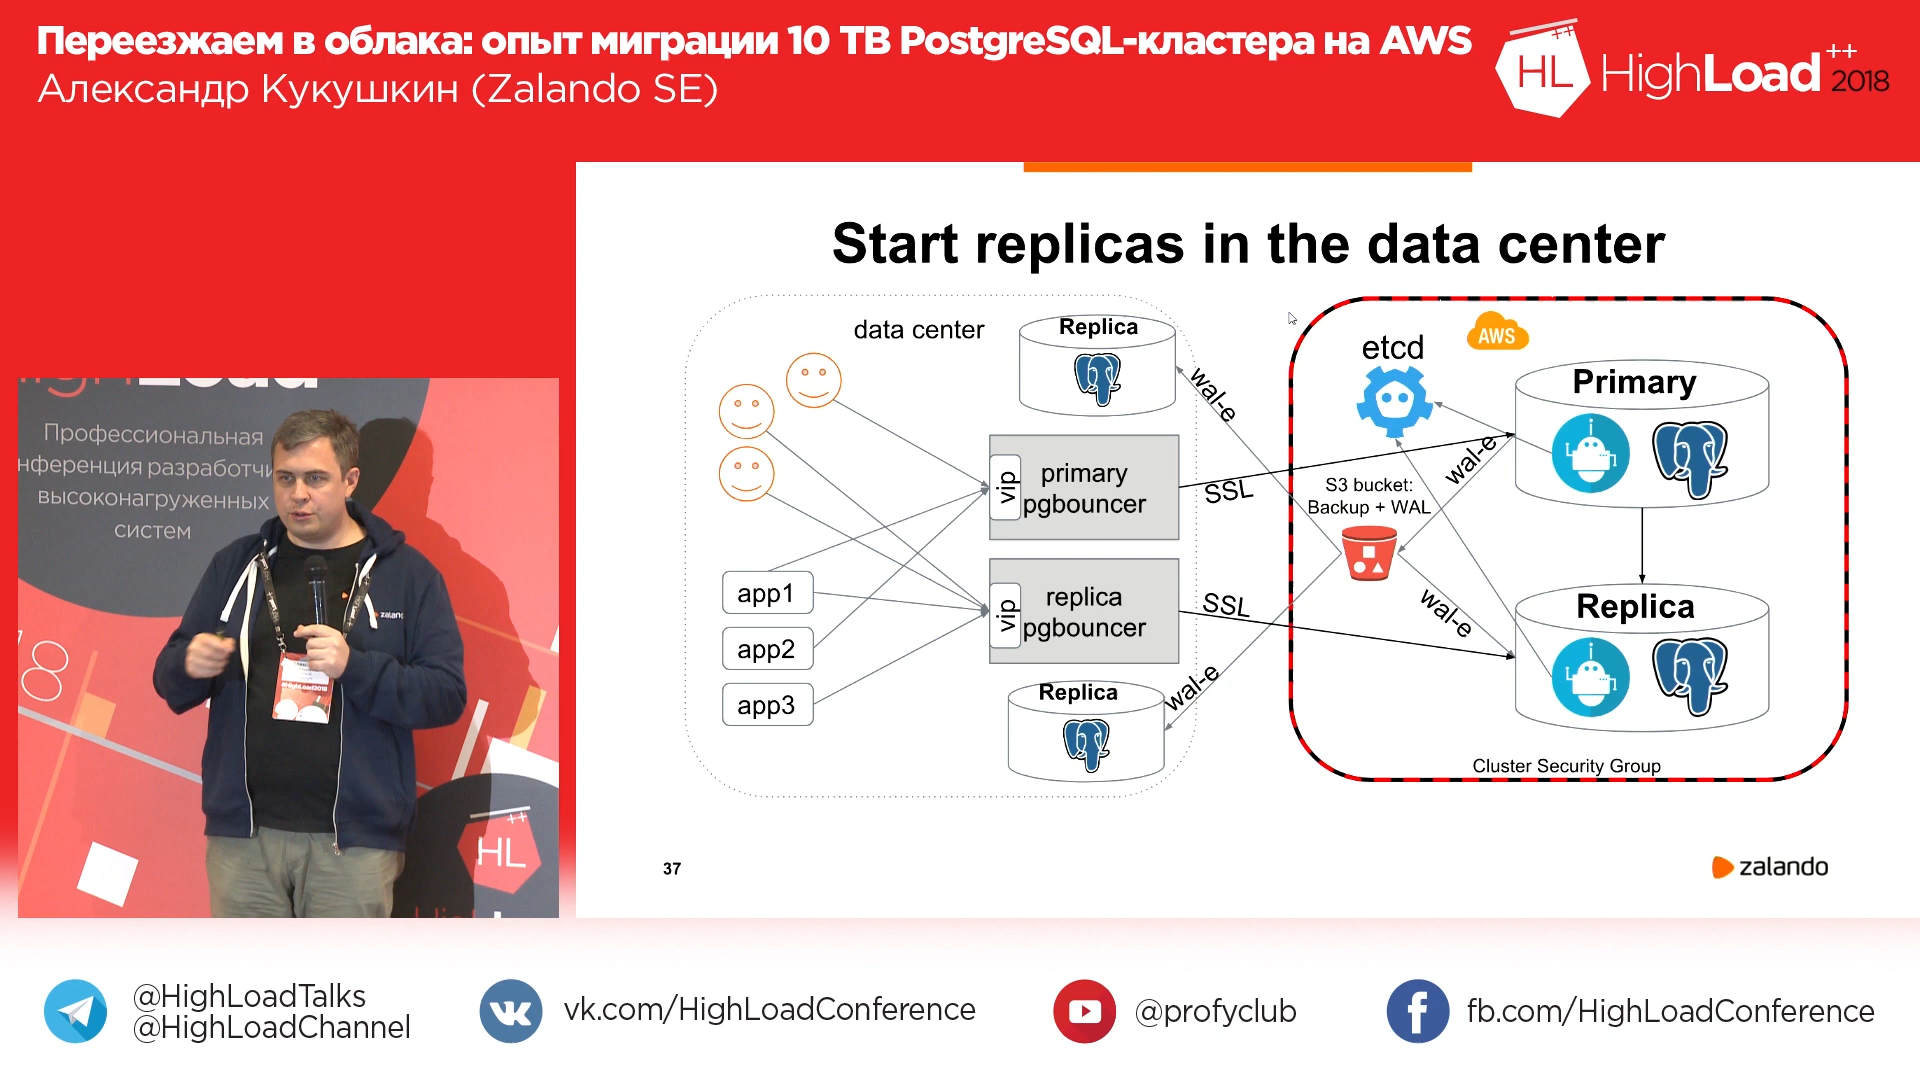 Переезжаем в облака: опыт миграции 10 ТВ PostgreSQL-кластера на AWS
Александр Кукушкин (Zalando SE)
HL++
HighLoad++ 2018
Start replicas in the data center
data center
Replica
wal-e
primary
pgbouncer
vip
SSL
replica
pgbouncer
vip
SSL
Replica
wal-e
app1
app2
app3
etcd
AWS
Primary
wal-e
S3 bucket:
Backup + WAL
wal-e
Replica
Cluster Security Group
37
zalando
Профессиональная
нференция разработчи
высоконагруженных
систем
18
zalando
HL++
@HighLoadTalks
@HighLoadChannel
vk.com/HighLoadConference
@profyclub
fb.com/HighLoadConference